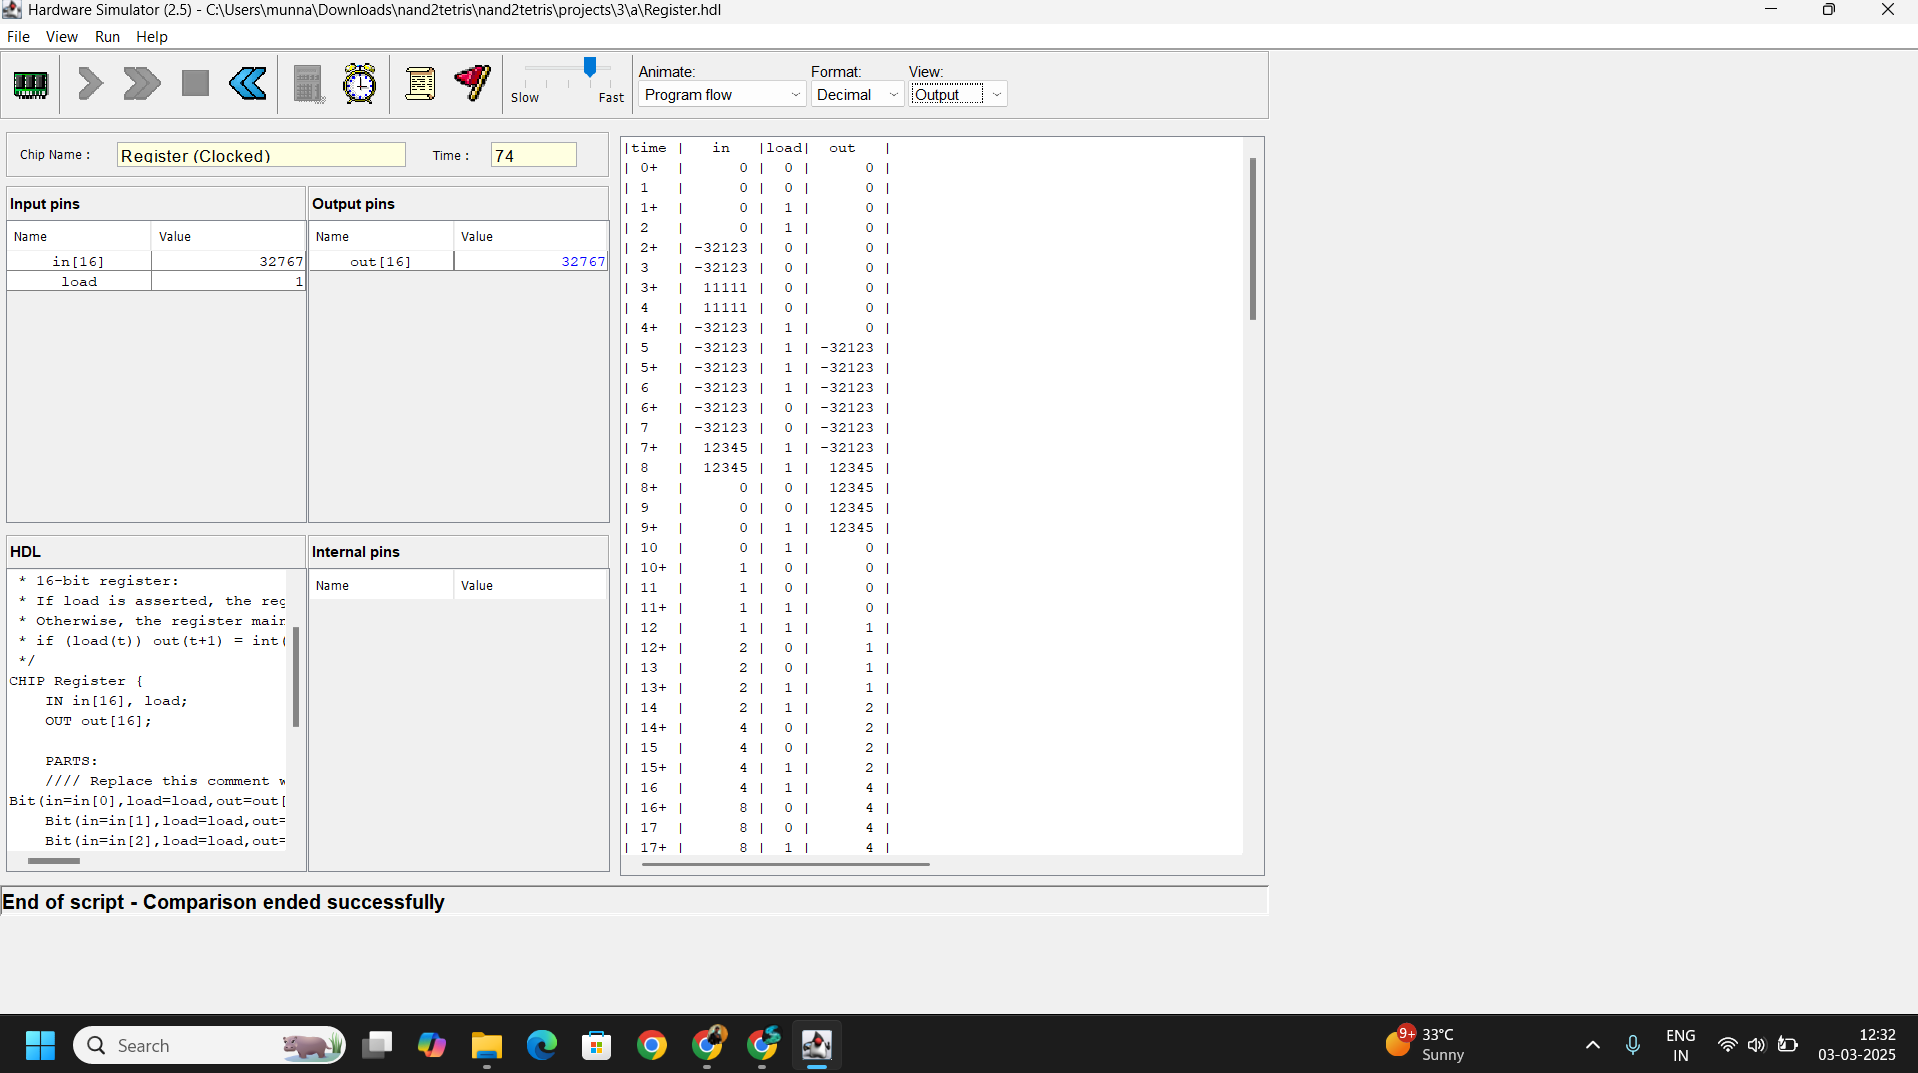 Hardware Simulator (2.5) - C:\Users\munna\Downloads\nand2tetris\nand2tetris\projects\3\a\Register.hdl
File View Run Help
Slow Fast
Animate: Format: View:
Program flow Decimal Output
Chip Name : Register (Clocked) Time : 74
Input pins
Name Value
in[16] 32767
load 1
Output pins
Name Value
out[16] 32767
HDL
* 16-bit register:
* If load is asserted, the reg
* Otherwise, the register main
* if (load(t)) out(t+1) = int(
*/
CHIP Register {
IN in[16], load;
OUT out[16];
PARTS:
//// Replace this comment w
Bit(in=in[0],load=load,out=out[
Bit(in=in[1],load=load,out=
Bit(in=in[2],load=load,out=
Internal pins
Name Value
|time | in |load| out |
| 0+ | 0 | 0 | 0 |
| 1 | 0 | 0 | 0 |
| 1+ | 0 | 1 | 0 |
| 2 | 0 | 1 | 0 |
| 2+ | -32123 | 0 | 0 |
| 3 | -32123 | 0 | 0 |
| 3+ | 11111 | 0 | 0 |
| 4 | 11111 | 0 | 0 |
| 4+ | -32123 | 1 | 0 |
| 5 | -32123 | 1 | -32123 |
| 5+ | -32123 | 1 | -32123 |
| 6 | -32123 | 1 | -32123 |
| 6+ | -32123 | 0 | -32123 |
| 7 | -32123 | 0 | -32123 |
| 7+ | 12345 | 1 | -32123 |
| 8 | 12345 | 1 | 12345 |
| 8+ | 0 | 0 | 12345 |
| 9 | 0 | 0 | 12345 |
| 9+ | 0 | 1 | 12345 |
| 10 | 0 | 1 | 0 |
| 10+ | 1 | 0 | 0 |
| 11 | 1 | 0 | 0 |
| 11+ | 1 | 1 | 0 |
| 12 | 1 | 1 | 1 |
| 12+ | 2 | 0 | 1 |
| 13 | 2 | 0 | 1 |
| 13+ | 2 | 1 | 1 |
| 14 | 2 | 1 | 2 |
| 14+ | 4 | 0 | 2 |
| 15 | 4 | 0 | 2 |
| 15+ | 4 | 1 | 2 |
| 16 | 4 | 1 | 4 |
| 16+ | 8 | 0 | 4 |
| 17 | 8 | 0 | 4 |
| 17+ | 8 | 1 | 4 |
End of script - Comparison ended successfully
Search
9+
33°C
Sunny
ENG
IN
12:32
03-03-2025